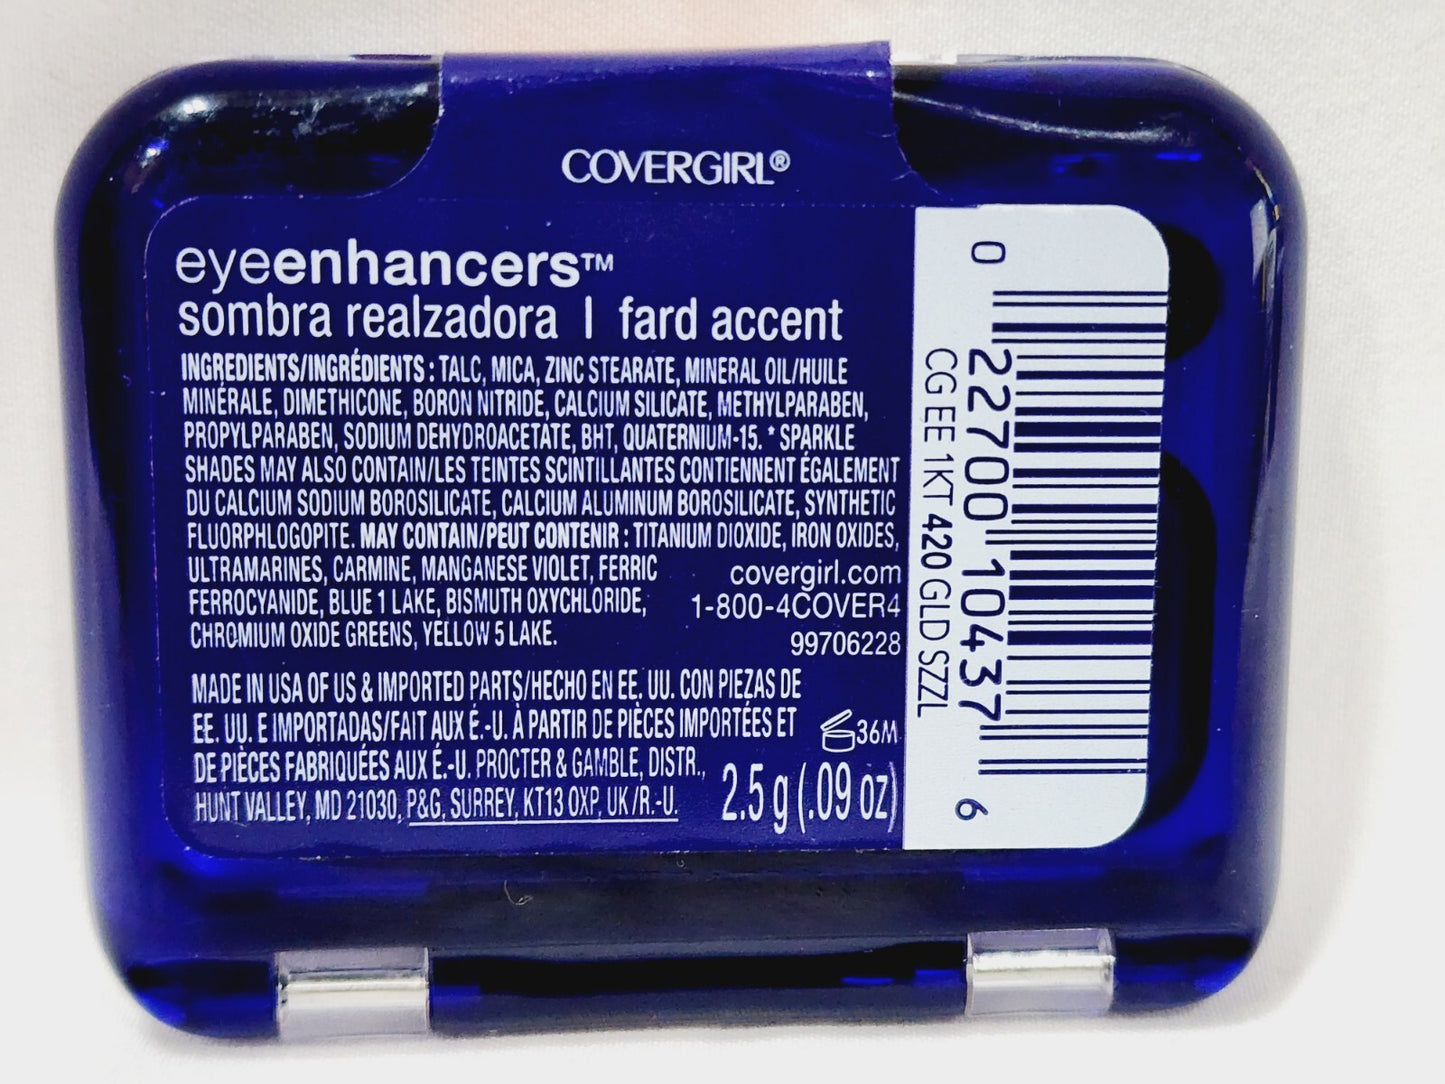 COVERGIRL®
eyeenhancers™
sombra realzadora | fard accent
INGREDIENTS/INGRÉDIENTS : TALC, MICA, ZINC STEARATE, MINERAL OIL/HUILE
MINÉRALE, DIMETHICONE, BORON NITRIDE, CALCIUM SILICATE, METHYLPARABEN,
PROPYLPARABEN, SODIUM DEHYDROACETATE, BHT, QUATERNIUM-15. * SPARKLE
SHADES MAY ALSO CONTAIN/LES TEINTES SCINTILLANTES CONTIENNENT ÉGALEMENT
DU CALCIUM SODIUM BOROSILICATE, CALCIUM ALUMINUM BOROSILICATE, SYNTHETIC
FLUORPHLOGOPITE. MAY CONTAIN/PEUT CONTENIR : TITANIUM DIOXIDE, IRON OXIDES,
ULTRAMARINES, CARMINE, MANGANESE VIOLET, FERRIC
FERROCYANIDE, BLUE 1 LAKE, BISMUTH OXYCHLORIDE,
CHROMIUM OXIDE GREENS, YELLOW 5 LAKE.
covergirl.com
1-800-4COVER4
99706228
MADE IN USA OF US & IMPORTED PARTS/HECHO EN EE. UU. CON PIEZAS DE
EE. UU. E IMPORTADAS/FAIT AUX É.-U. À PARTIR DE PIÈCES IMPORTÉES ET
DE PIÈCES FABRIQUÉES AUX É.-U. PROCTER & GAMBLE, DISTR.,
HUNT VALLEY, MD 21030, P&G, SURREY, KT13 0XP, UK /R.-U.
36M
2.5 g (.09 oz)
0 22700 10437 6
CG EE 1KT 420 GLD SZZL